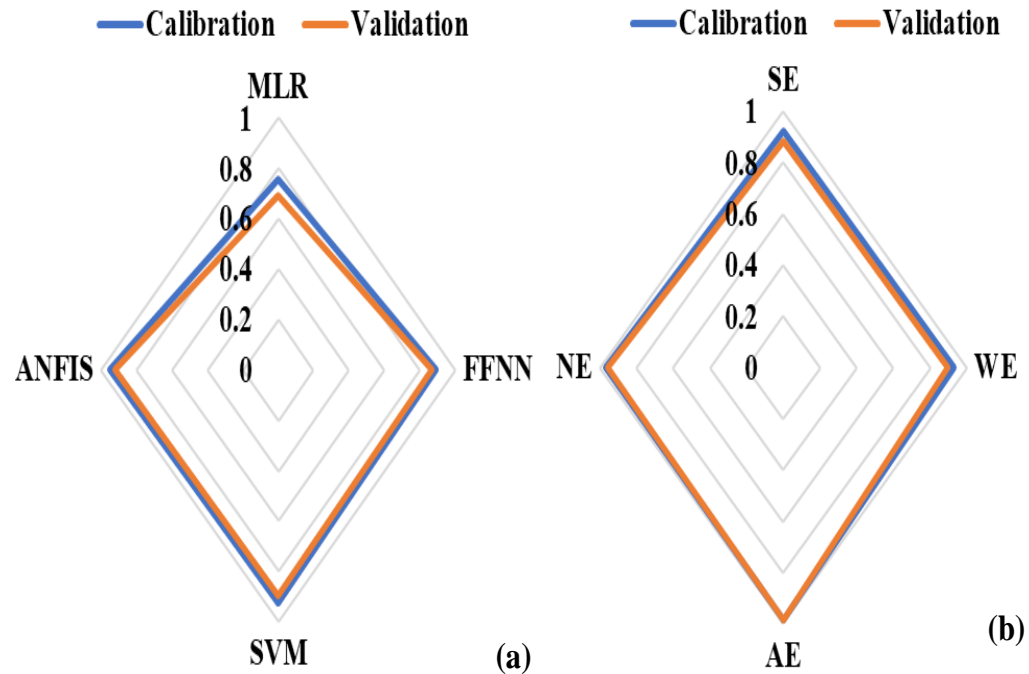 Calibration Validation
MLR
1
0.8
0.6
0.4
0.2
0
ANFIS
FFNN
SVM
(a)
Calibration Validation
SE
1
0.8
0.6
0.4
0.2
0
NE
WE
AE
(b)